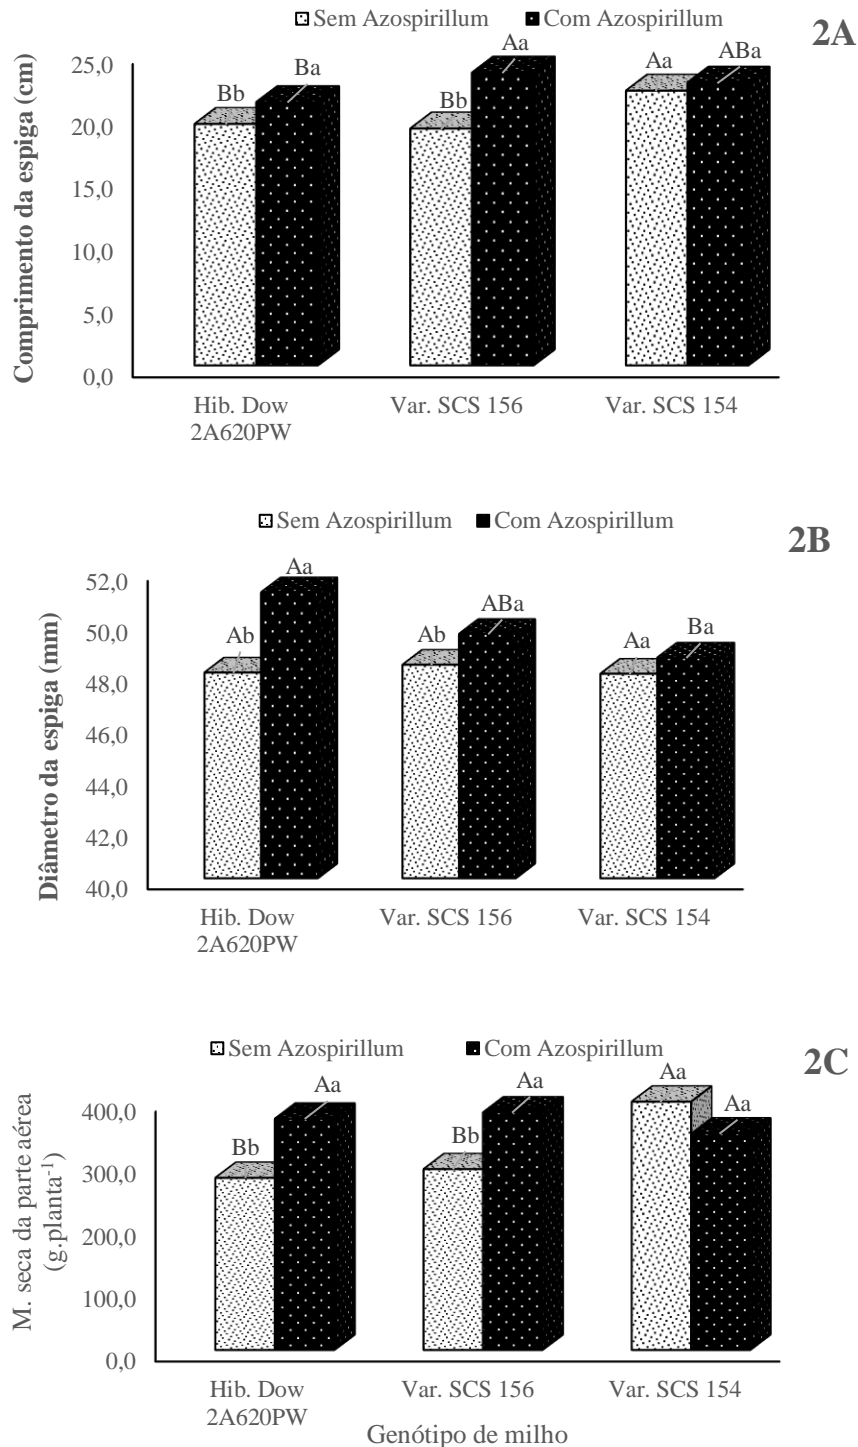 Sem Azospirillum Com Azospirillum
2A
Comprimento da espiga (cm)
25,0
20,0
15,0
10,0
5,0
0,0
Bb
Ba
Bb
Aa
Aa
ABa
Hib. Dow
2A620PW
Var. SCS 156
Var. SCS 154
Sem Azospirillum Com Azospirillum
2B
Diâmetro da espiga (mm)
52,0
50,0
48,0
46,0
44,0
42,0
40,0
Ab
Aa
Ab
ABa
Aa
Ba
Hib. Dow
2A620PW
Var. SCS 156
Var. SCS 154
Sem Azospirillum Com Azospirillum
2C
M. seca da parte aérea
(g.planta⁻¹)
400,0
300,0
200,0
100,0
0,0
Bb
Aa
Bb
Aa
Aa
Aa
Hib. Dow
2A620PW
Var. SCS 156
Var. SCS 154
Genótipo de milho